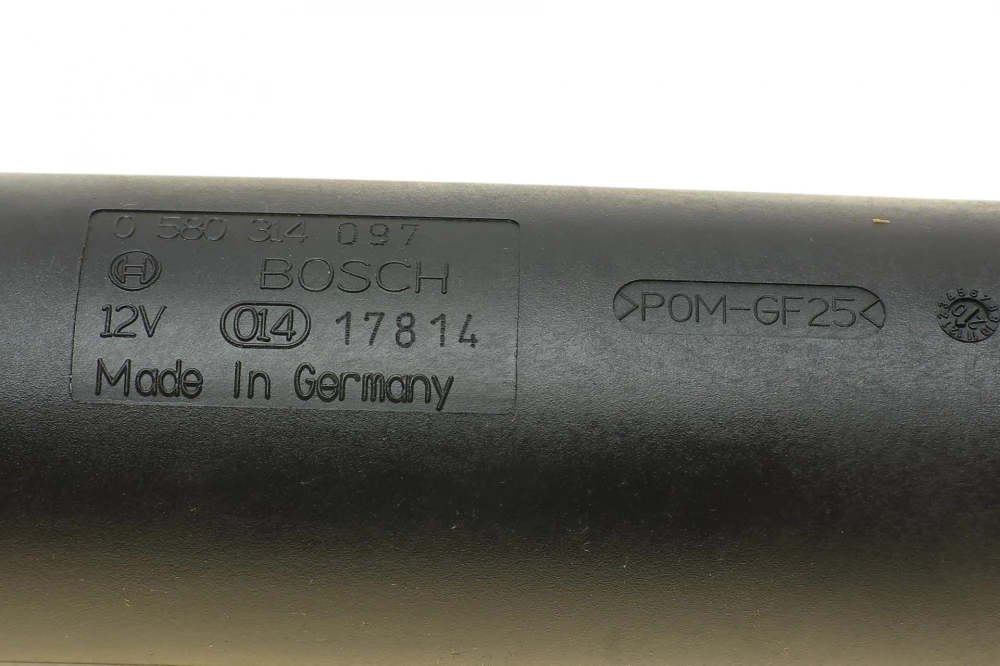 0 580 314 097
BOSCH
12V 014 17814
Made In Germany
>POM-GF25<